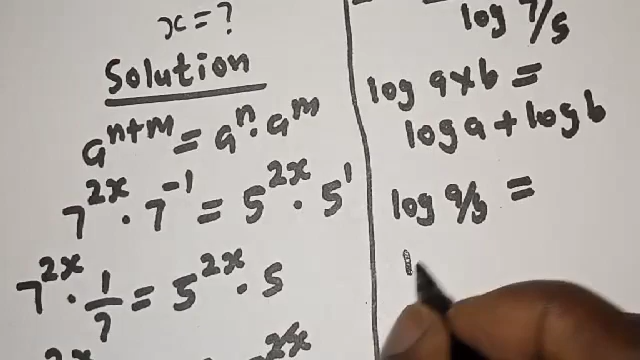 x = ?
Solution
a^{n+m} = a^n · a^m
7^{2x} · 7^{-1} = 5^{2x} · 5^1
7^{2x} · 1/7 = 5^{2x} · 5
log 7/5
log a×b =
log a + log b
log a/b =